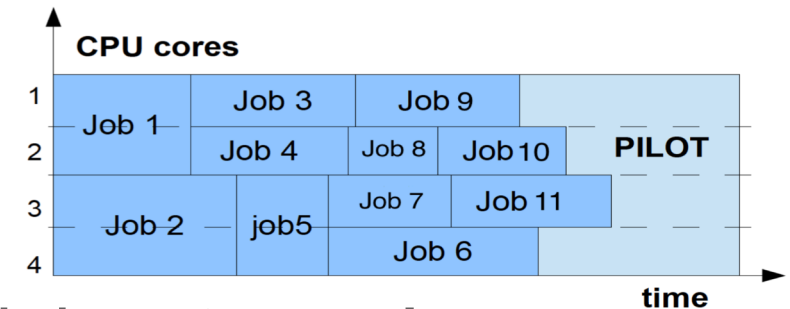 CPU cores
1
Job 1
Job 3
Job 9
2
Job 4
Job 8
Job 10
PILOT
3
Job 2
job5
Job 7
Job 11
4
Job 6
time